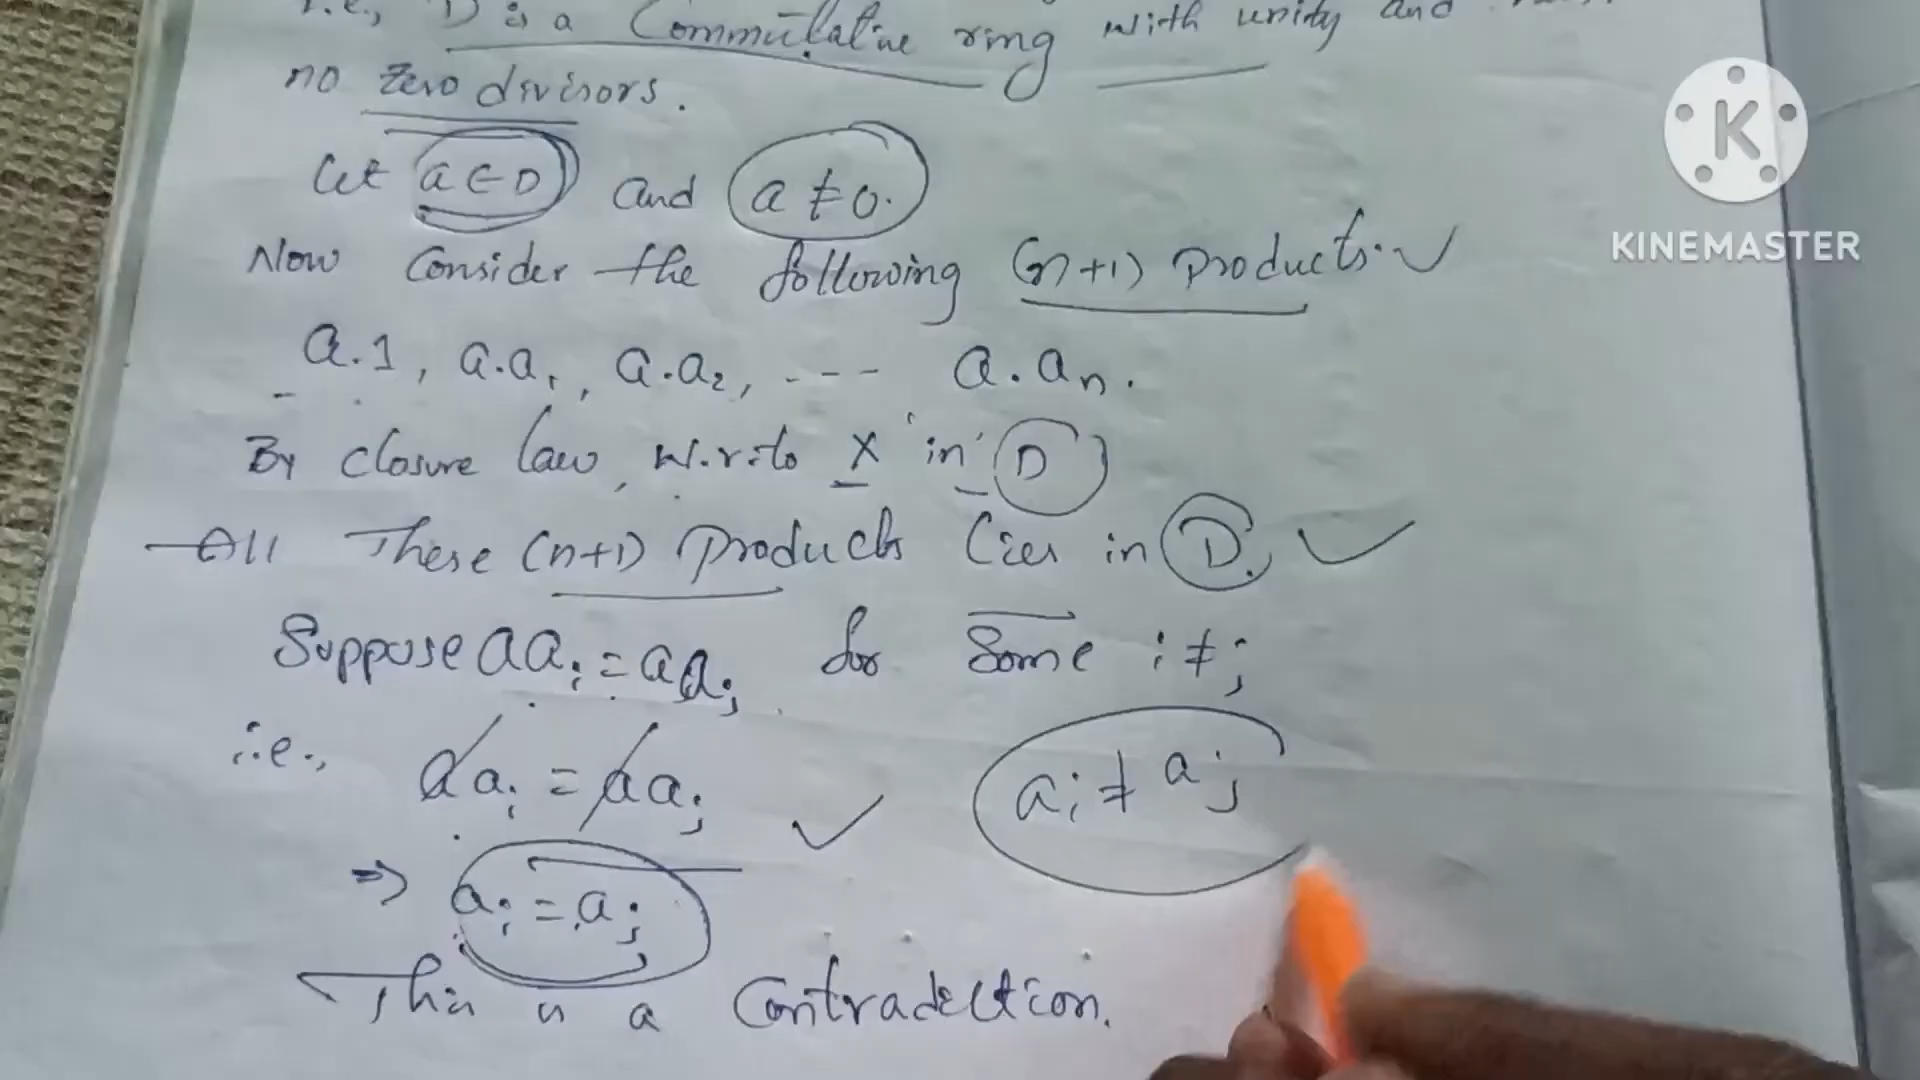 i.e., D is a Commutative ring with unity and
no zero divisors.
Let a ∈ D and a ≠ 0.
Now Consider the following (n+1) products.
a.1, a.a₁, a.a₂, ---- a.aₙ.
By closure law, w.r.to X in D
All These (n+1) products lies in D.
Suppose aaᵢ = aaⱼ for Some i ≠ j
i.e., aaᵢ = aaⱼ
aᵢ ≠ aⱼ
⇒ aᵢ = aⱼ
This is a Contradiction.
KINEMASTER